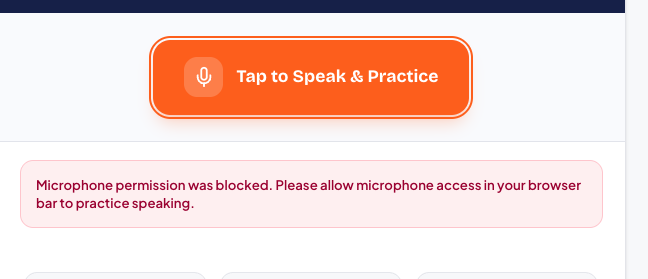 Tap to Speak & Practice
Microphone permission was blocked. Please allow microphone access in your browser
bar to practice speaking.